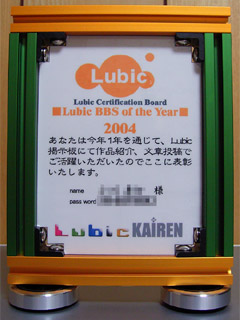 Lubic
Lubic Certification Board
■Lubic BBS of the Year■
2004
あなたは今年1年を通じて、Lubic
掲示板にて作品紹介、文章投稿でご
活躍いただいたのでここに表彰
いたします。
name 様
pass word
Lubic KAIREN